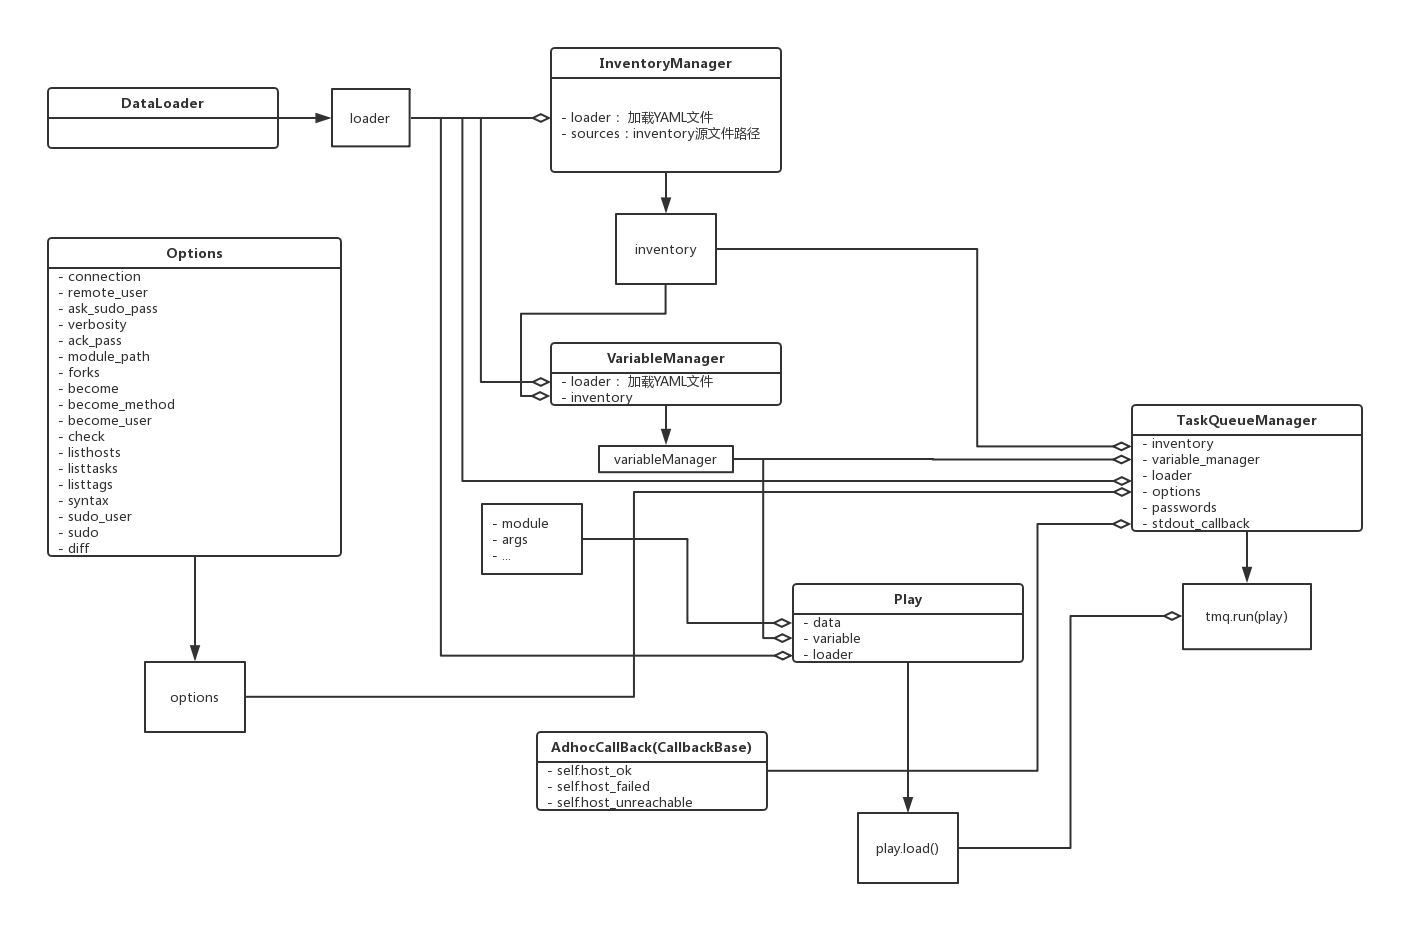 DataLoader
loader
InventoryManager
- loader： 加载YAML文件
- sources：inventory源文件路径
inventory
Options
- connection
- remote_user
- ask_sudo_pass
- verbosity
- ack_pass
- module_path
- forks
- become
- become_method
- become_user
- check
- listhosts
- listtasks
- listtags
- syntax
- sudo_user
- sudo
- diff
VariableManager
- loader： 加载YAML文件
- inventory
variableManager
TaskQueueManager
- inventory
- variable_manager
- loader
- options
- passwords
- stdout_callback
- module
- args
- ...
Play
- data
- variable
- loader
tmq.run(play)
options
AdhocCallBack(CallbackBase)
- self.host_ok
- self.host_failed
- self.host_unreachable
play.load()